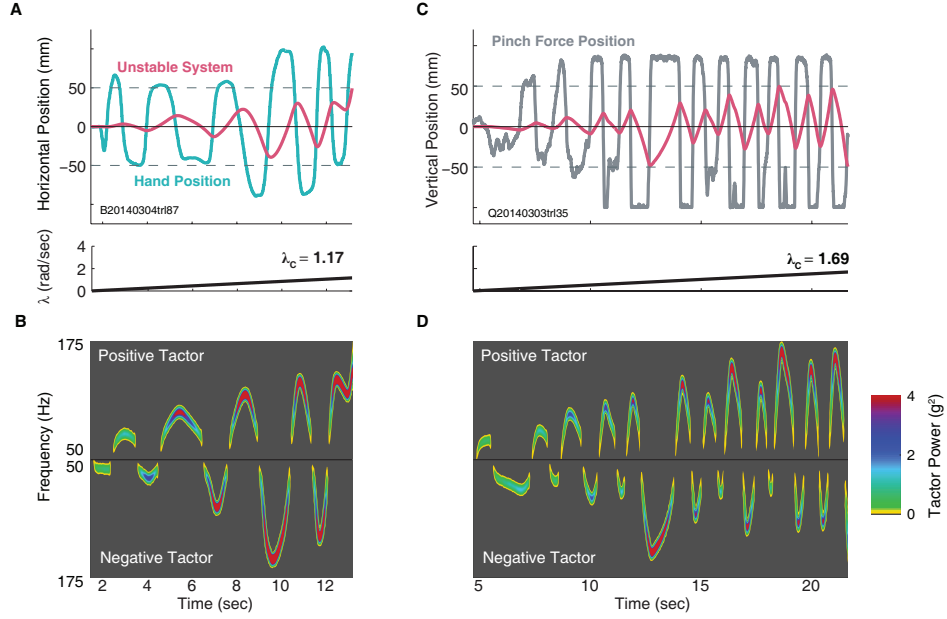 A
Horizontal Position (mm)
50
0
−50
Unstable System
Hand Position
B20140304trl87
λ (rad/sec)
4
2
0
λC = 1.17
B
Frequency (Hz)
175
50
50
175
Positive Tactor
Negative Tactor
2 4 6 8 10 12
Time (sec)
C
Vertical Position (mm)
50
0
−50
Pinch Force Position
Q20140303trl35
λC = 1.69
D
Positive Tactor
Negative Tactor
5 10 15 20
Time (sec)
4
2
0
Tactor Power (g²)